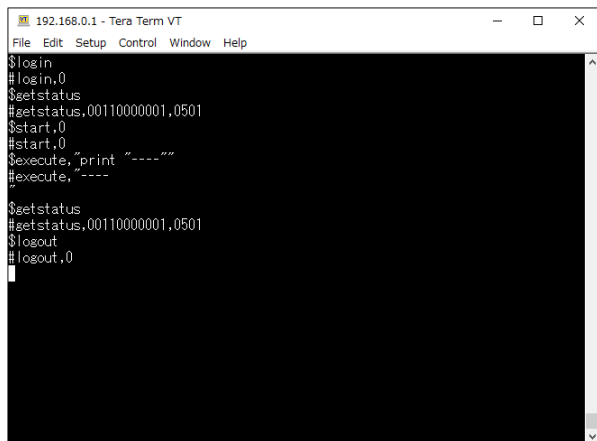 192.168.0.1 - Tera Term VT
File Edit Setup Control Window Help
$login
#login,0
$getstatus
#getstatus,00110000001,0501
$start,0
#start,0
$execute,"print "----""
#execute,"----
"
$getstatus
#getstatus,00110000001,0501
$logout
#logout,0